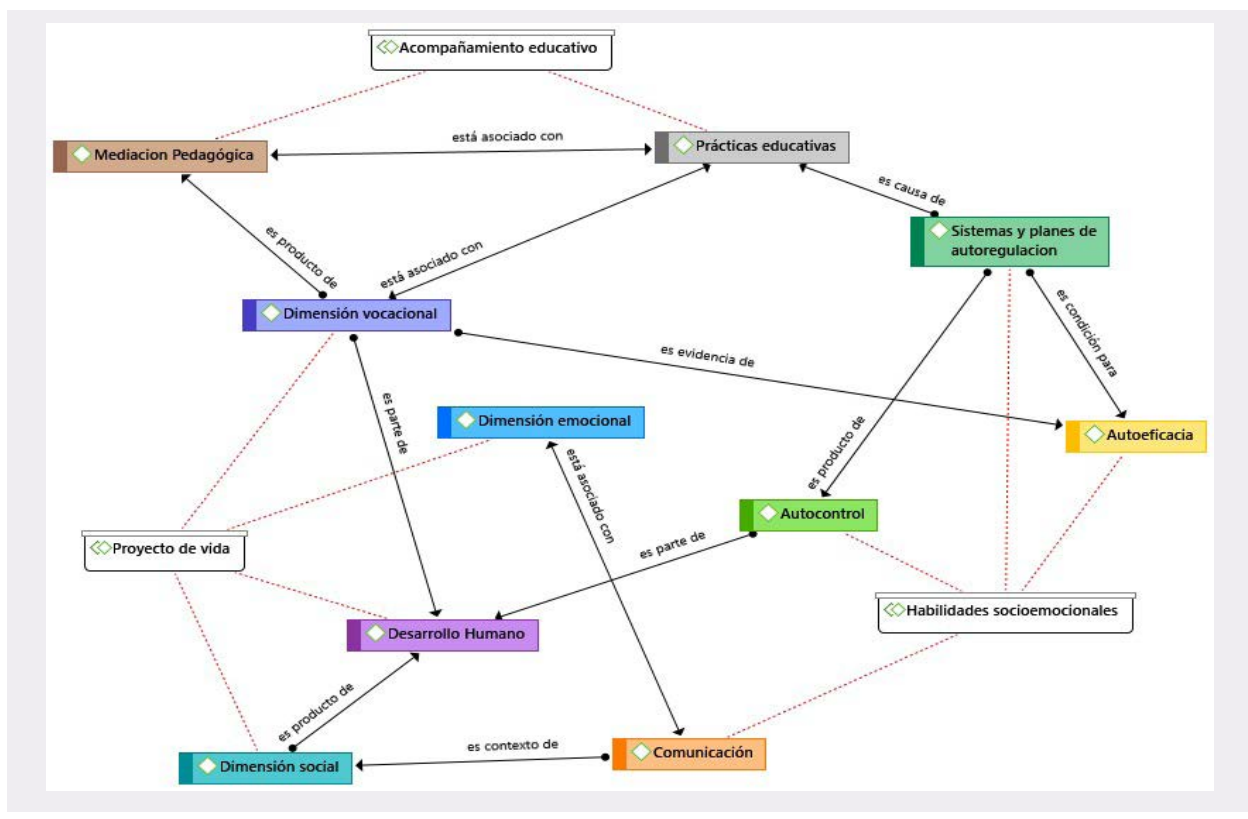 Acompañamiento educativo
está asociado con
Mediacion Pedagógica
Prácticas educativas
es causa de
Sistemas y planes de
autoregulacion
es producto de
está asociado con
Dimensión vocacional
es condición para
es evidencia de
es parte de
Dimensión emocional
Autoeficacia
es producto de
está asociado con
Autocontrol
Proyecto de vida
es parte de
Habilidades socioemocionales
Desarrollo Humano
es producto de
es contexto de
Comunicación
Dimensión social